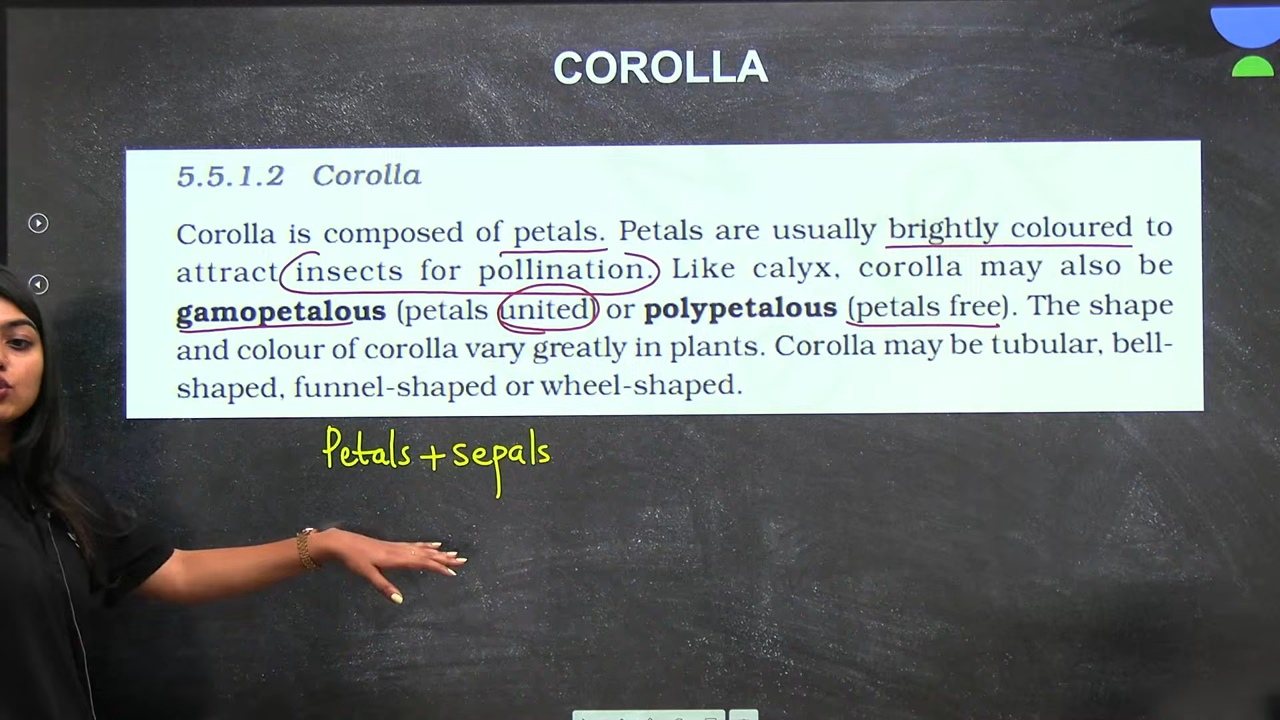 COROLLA
5.5.1.2 Corolla
Corolla is composed of petals. Petals are usually brightly coloured to
attract insects for pollination. Like calyx, corolla may also be
gamopetalous (petals united) or polypetalous (petals free). The shape
and colour of corolla vary greatly in plants. Corolla may be tubular, bell-
shaped, funnel-shaped or wheel-shaped.
Petals + sepals